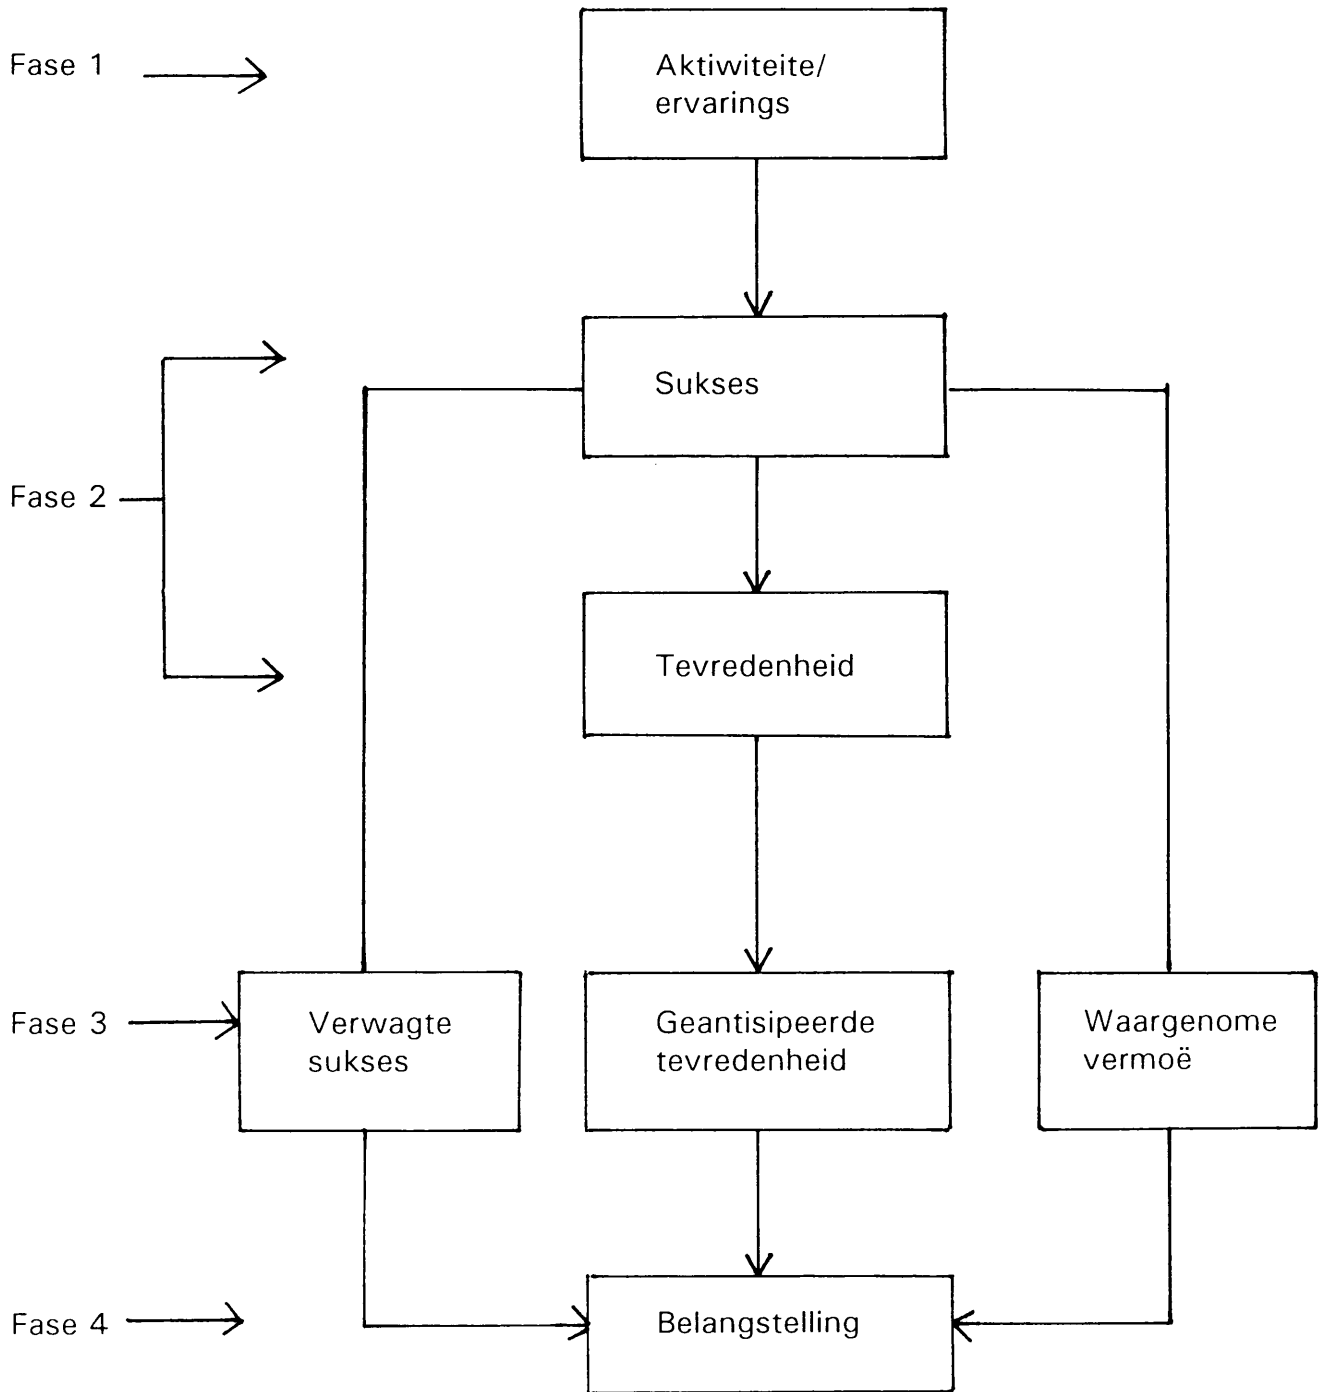 Fase 1
Aktiwiteite/
ervarings
Sukses
Fase 2
Tevredenheid
Fase 3
Verwagte
sukses
Geantisipeerde
tevredenheid
Waargenome
vermoë
Fase 4
Belangstelling